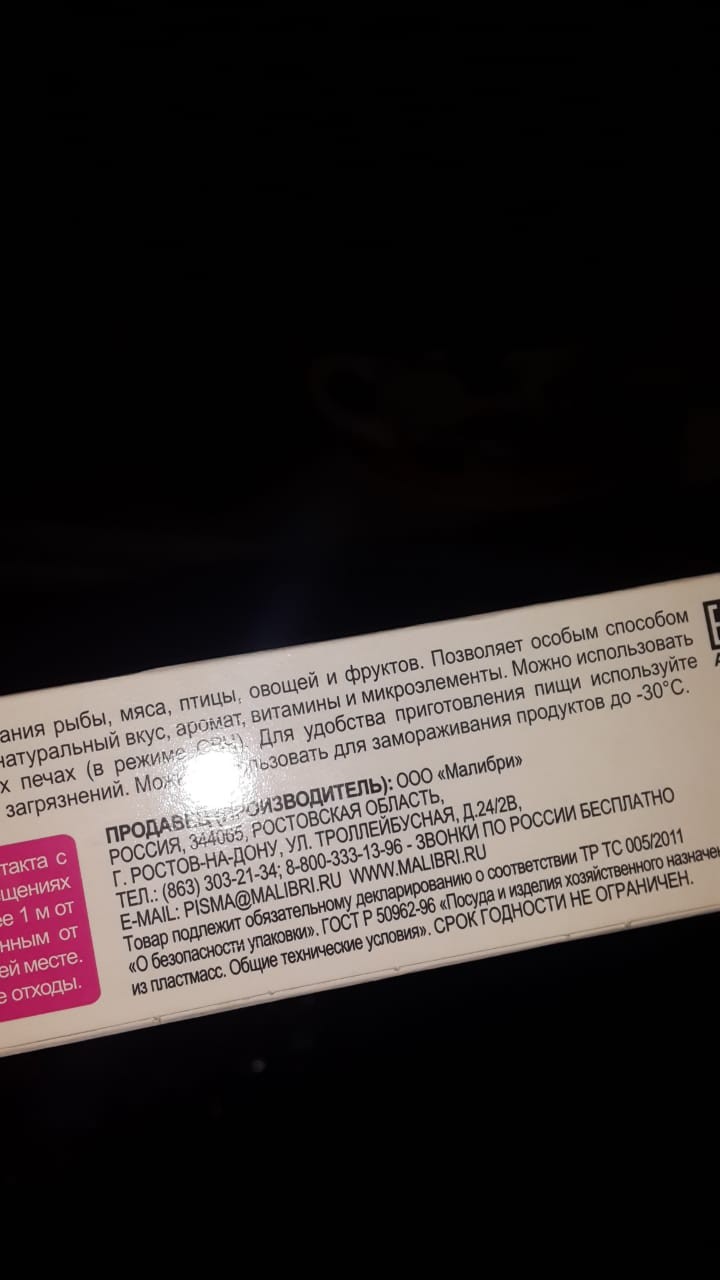 ания рыбы, мяса, птицы, овощей и фруктов. Позволяет особым способом
натуральный вкус, аромат, витамины и микроэлементы. Можно использовать
х печах (в режиме СВЧ). Для удобства приготовления пищи используйте
загрязнений. Можно использовать для замораживания продуктов до -30°С.
ПРОДАВЕЦ (ПРОИЗВОДИТЕЛЬ): ООО «Малибри»
РОССИЯ, 344065, РОСТОВСКАЯ ОБЛАСТЬ,
Г. РОСТОВ-НА-ДОНУ, УЛ. ТРОЛЛЕЙБУСНАЯ, Д.24/2В,
ТЕЛ.: (863) 303-21-34; 8-800-333-13-96 - ЗВОНКИ ПО РОССИИ БЕСПЛАТНО
E-MAIL: PISMA@MALIBRI.RU WWW.MALIBRI.RU
Товар подлежит обязательному декларированию о соответствии ТР ТС 005/2011
«О безопасности упаковки». ГОСТ Р 50962-96 «Посуда и изделия хозяйственного назначен
из пластмасс. Общие технические условия». СРОК ГОДНОСТИ НЕ ОГРАНИЧЕН.
такта с
щениях
ее 1 м от
нным от
ей месте.
е отходы.